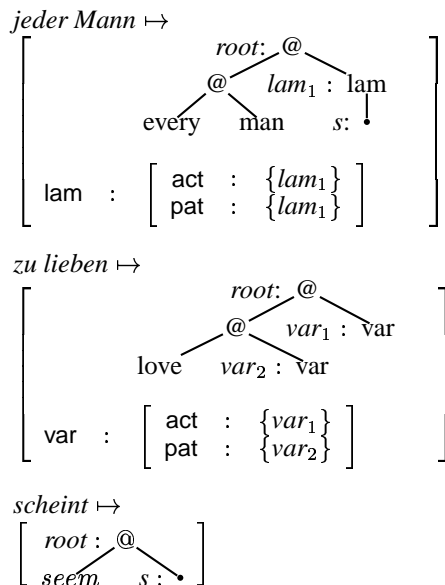 jeder Mann ↦
root: @
@ lam₁ : lam
every man s: •
lam : [ act : {lam₁}
pat : {lam₁} ]
zu lieben ↦
root: @
@ var₁ : var
love var₂ : var
var : [ act : {var₁}
pat : {var₂} ]
scheint ↦
root : @
seem s : •